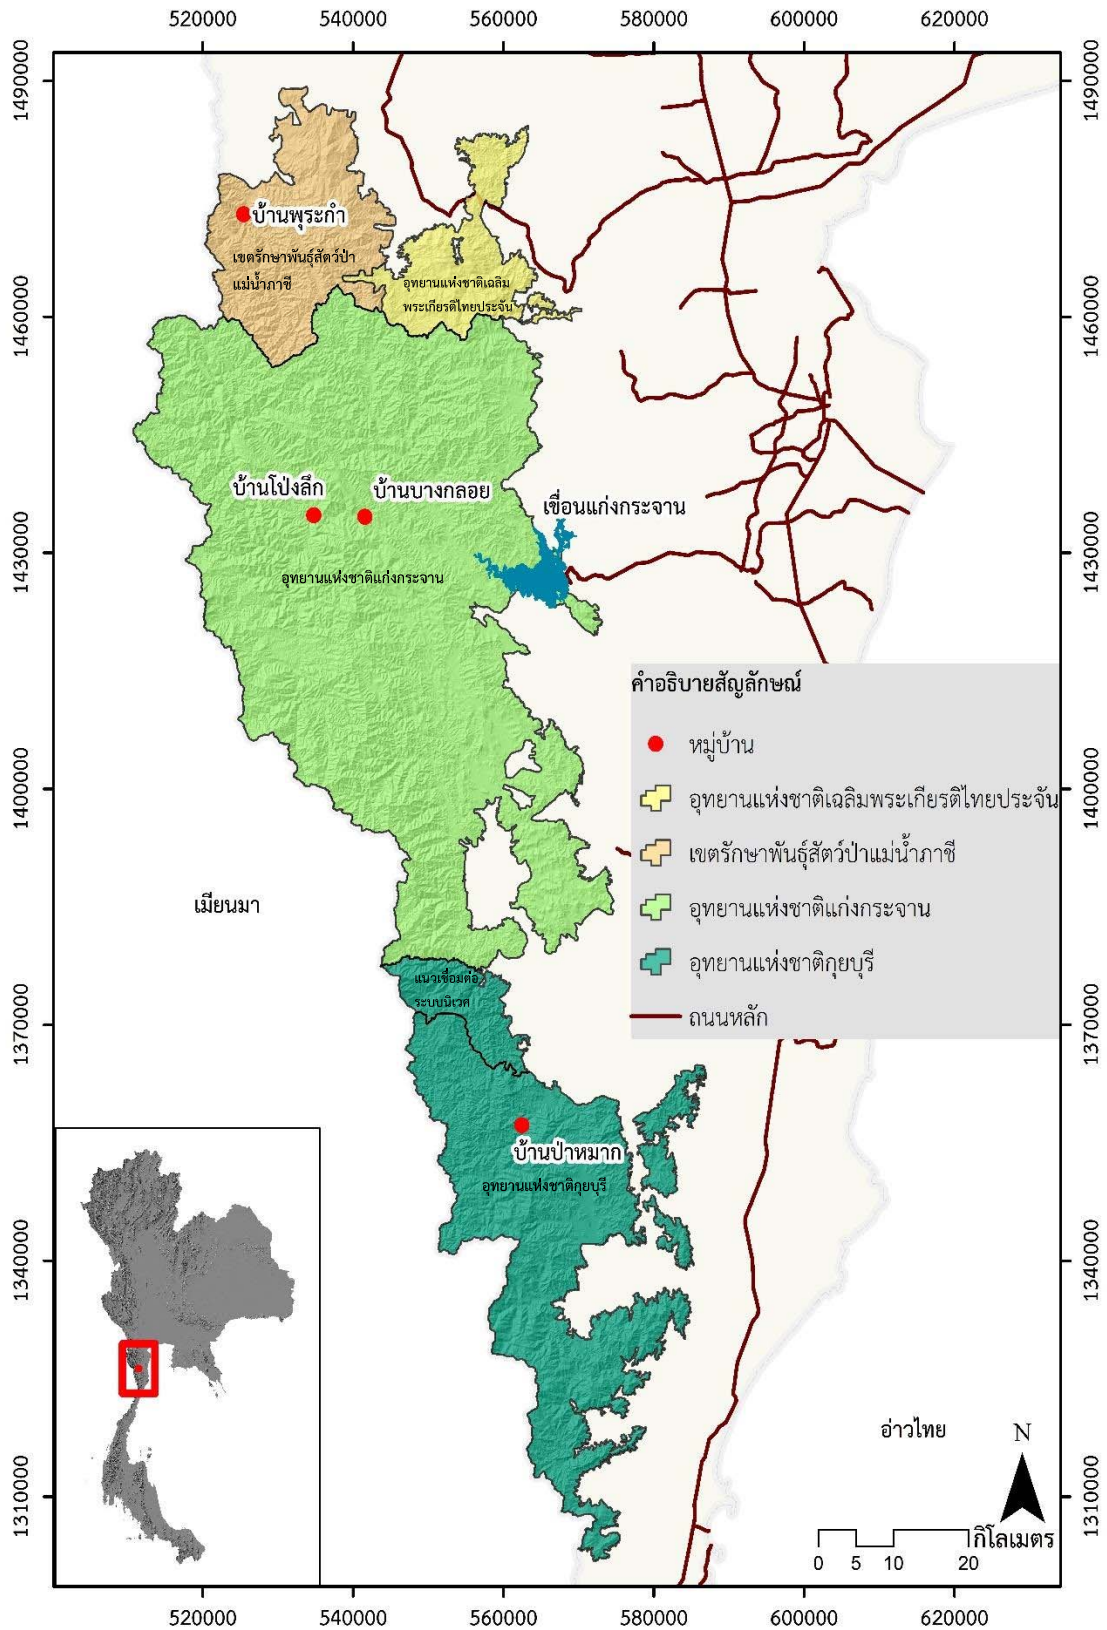 520000 540000 560000 580000 600000 620000
1490000 1490000
บ้านพุระกำ
เขตรักษาพันธุ์สัตว์ป่า
แม่น้ำภาชี
อุทยานแห่งชาติเฉลิม
พระเกียรติไทยประจัน
1460000 1460000
บ้านโป่งลึก
บ้านบางกลอย
เขื่อนแก่งกระจาน
1430000 1430000
อุทยานแห่งชาติแก่งกระจาน
คำอธิบายสัญลักษณ์
หมู่บ้าน
อุทยานแห่งชาติเฉลิมพระเกียรติไทยประจัน
เขตรักษาพันธุ์สัตว์ป่าแม่น้ำภาชี
อุทยานแห่งชาติแก่งกระจาน
อุทยานแห่งชาติกุยบุรี
ถนนหลัก
1400000 1400000
เมียนมา
แนวเชื่อมต่อ
ระบบนิเวศ
1370000 1370000
บ้านป่าหมาก
อุทยานแห่งชาติกุยบุรี
1340000 1340000
อ่าวไทย
N
1310000 1310000
กิโลเมตร
0 5 10 20
520000 540000 560000 580000 600000 620000